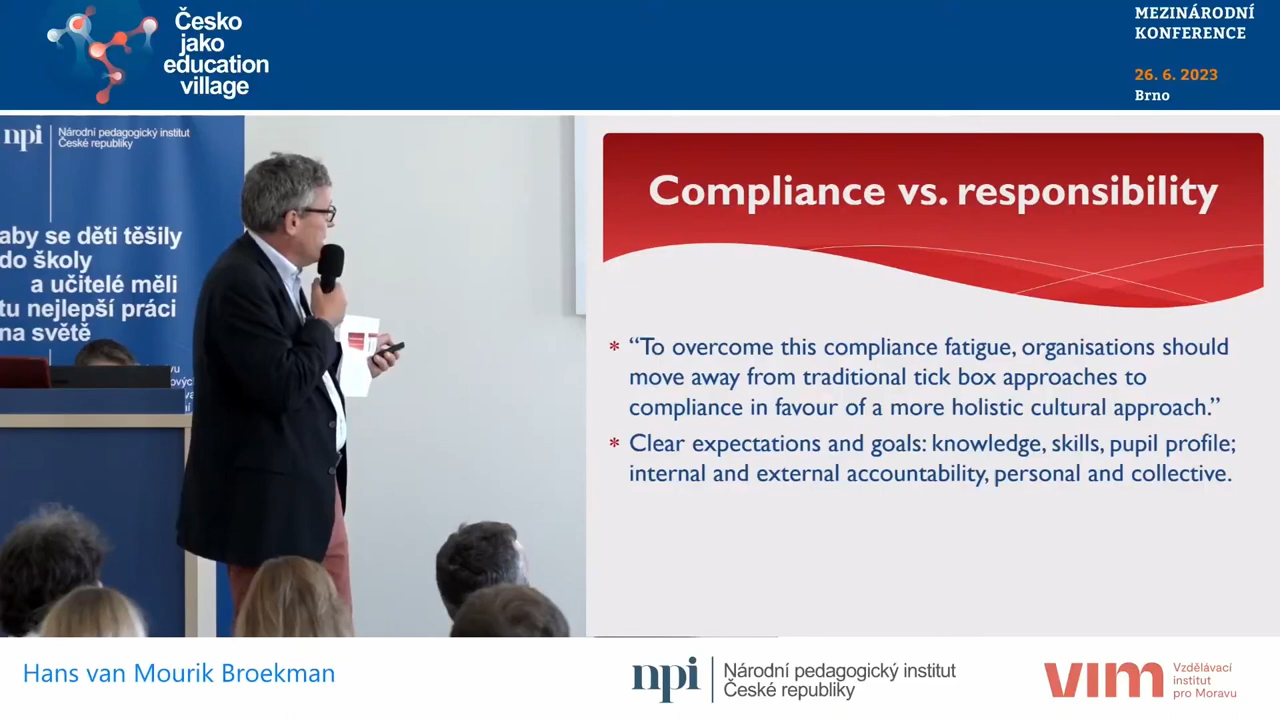 Česko
jako
education
village
MEZINÁRODNÍ
KONFERENCE
26. 6. 2023
Brno
npi
Národní pedagogický institut
České republiky
aby se děti těšily
do školy
a učitelé měli
tu nejlepší práci
na světě
Compliance vs. responsibility
* “To overcome this compliance fatigue, organisations should
move away from traditional tick box approaches to
compliance in favour of a more holistic cultural approach.”
* Clear expectations and goals: knowledge, skills, pupil profile;
internal and external accountability, personal and collective.
Hans van Mourik Broekman
npi
Národní pedagogický institut
České republiky
vim
Vzdělávací
institut
pro Moravu